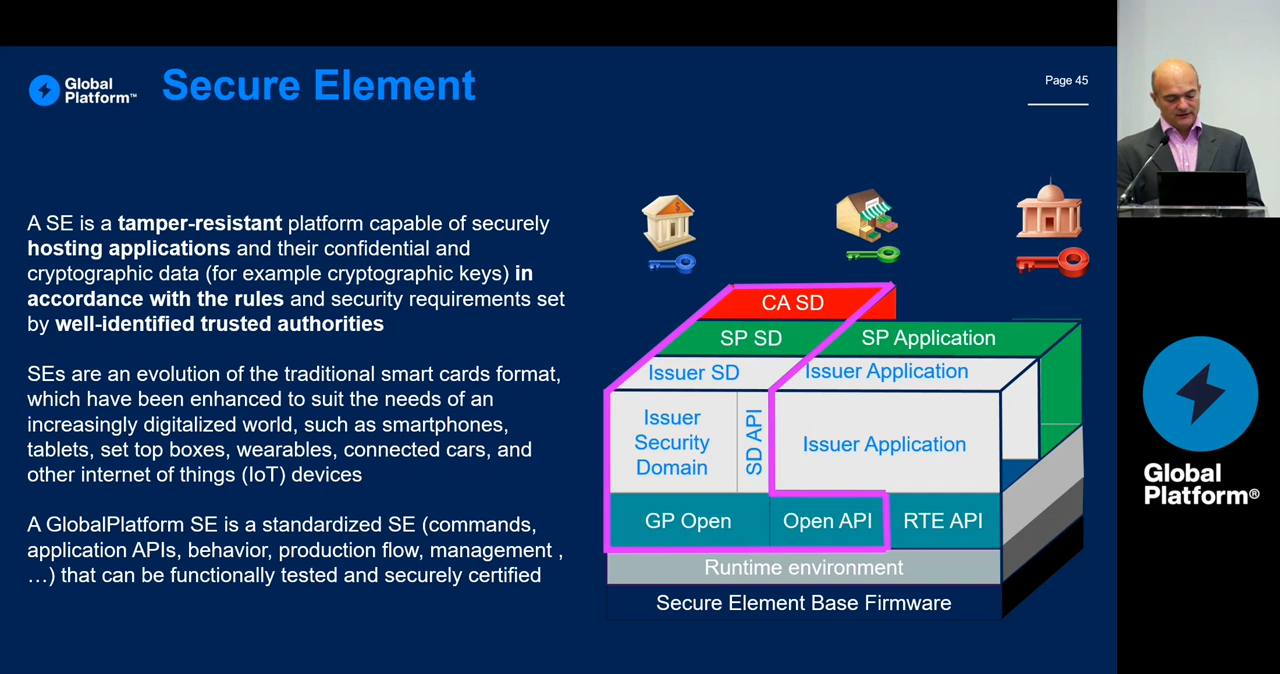 Global
Platform™
Secure Element
Page 45
A SE is a tamper-resistant platform capable of securely
hosting applications and their confidential and
cryptographic data (for example cryptographic keys) in
accordance with the rules and security requirements set
by well-identified trusted authorities
SEs are an evolution of the traditional smart cards format,
which have been enhanced to suit the needs of an
increasingly digitalized world, such as smartphones,
tablets, set top boxes, wearables, connected cars, and
other internet of things (IoT) devices
A GlobalPlatform SE is a standardized SE (commands,
application APIs, behavior, production flow, management ,
…) that can be functionally tested and securely certified
CA SD
SP SD
SP Application
Issuer SD
Issuer Application
Issuer
Security
Domain
SD API
Issuer Application
GP Open
Open API
RTE API
Runtime environment
Secure Element Base Firmware
Global
Platform®